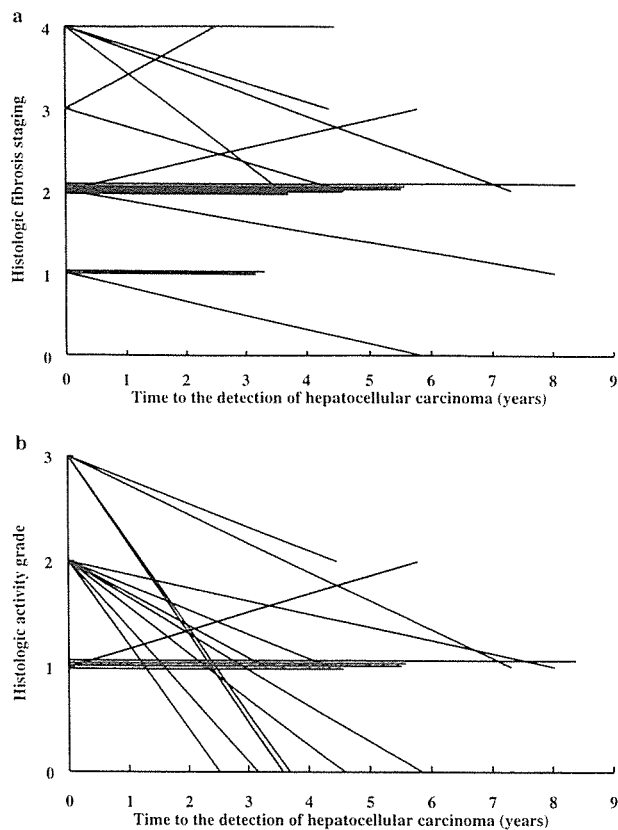 a
Histologic fibrosis staging
4
3
2
1
0
0 1 2 3 4 5 6 7 8 9
Time to the detection of hepatocellular carcinoma (years)
b
Histologic activity grade
3
2
1
0
0 1 2 3 4 5 6 7 8 9
Time to the detection of hepatocellular carcinoma (years)